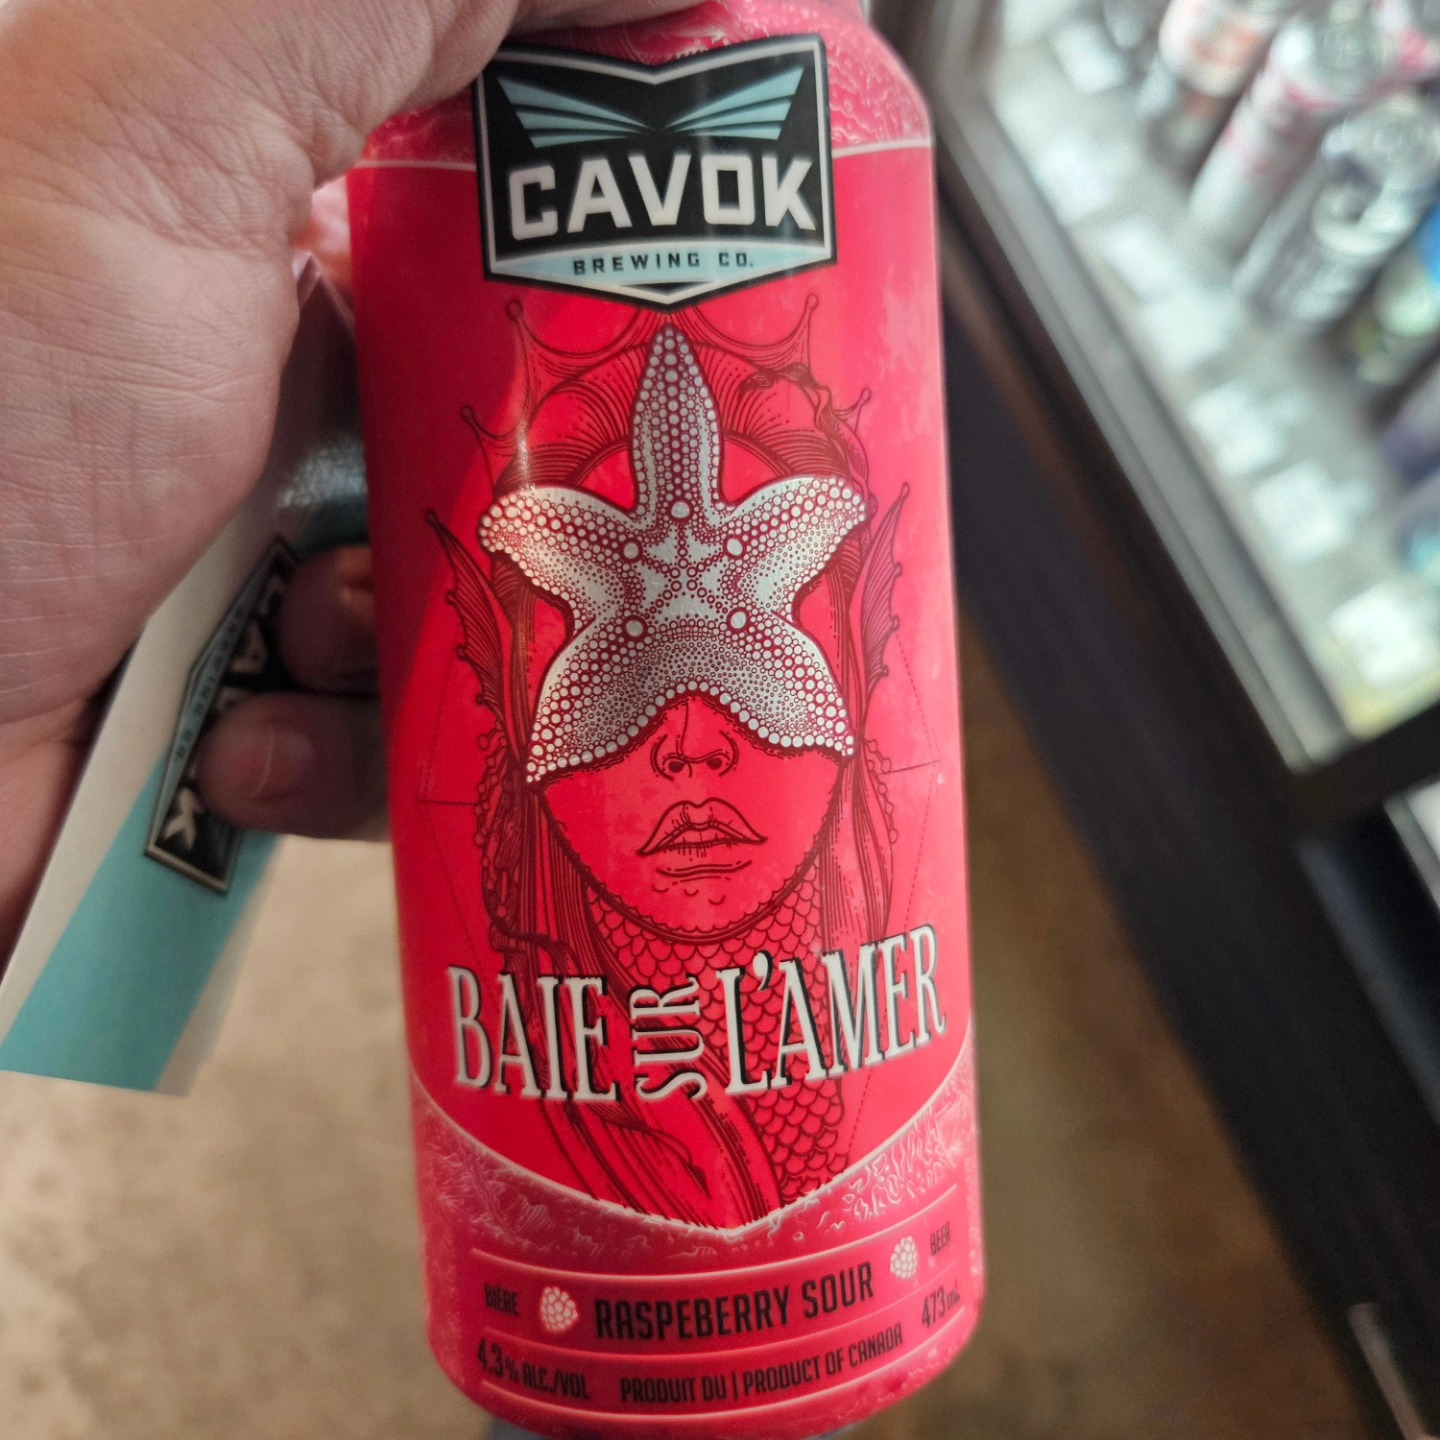 CAVOK
BREWING CO.
BAIE SUR L'AMER
BIÈRE
RASPEBERRY SOUR
BEER
4.3% ALC./VOL
PRODUIT DU | PRODUCT OF CANADA
473 mL